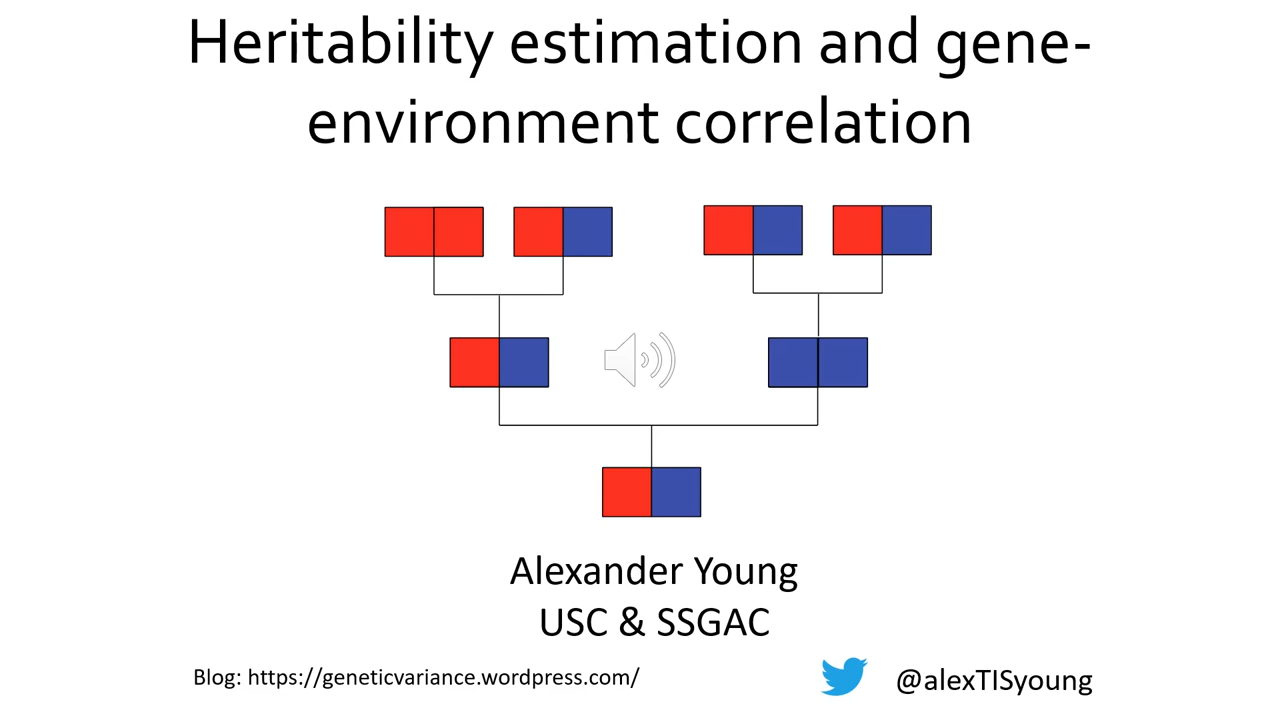 Heritability estimation and gene-
environment correlation
Alexander Young
USC & SSGAC
Blog: https://geneticvariance.wordpress.com/
@alexTISyoung